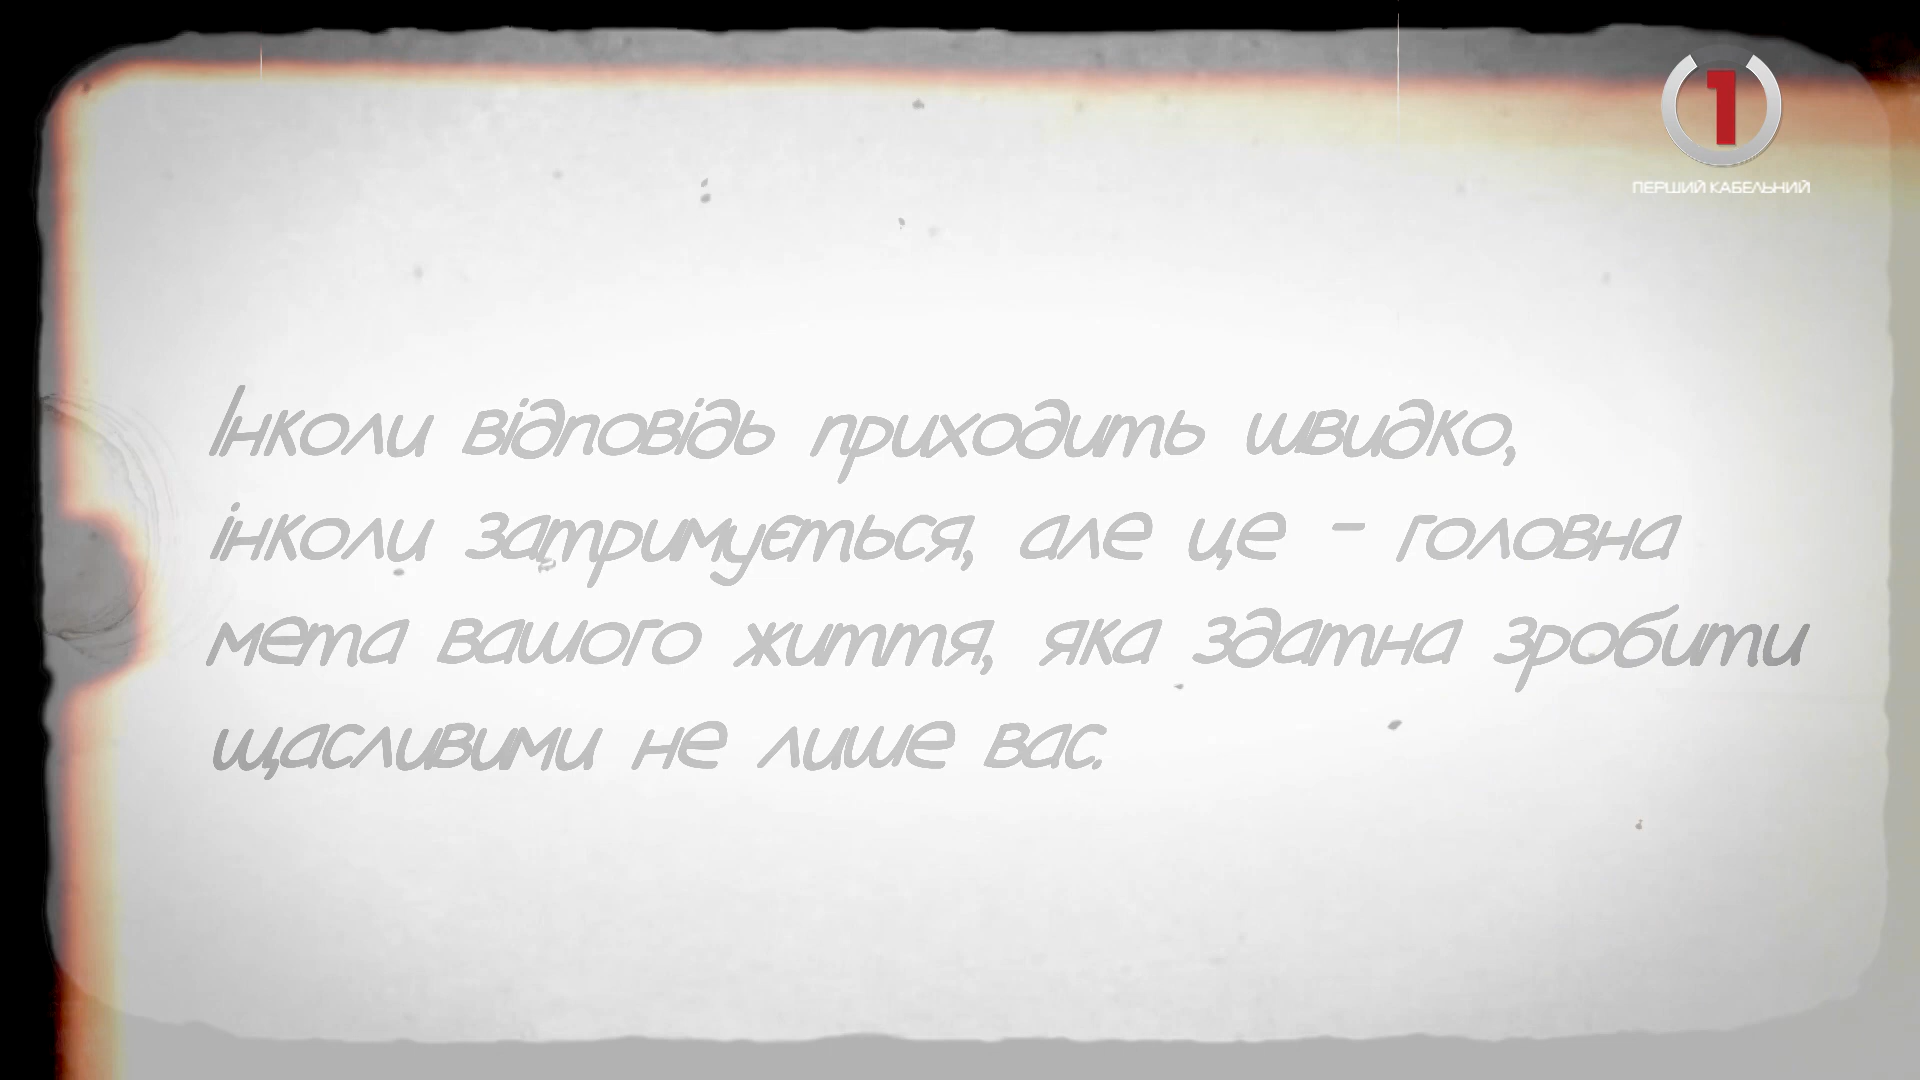 1
ПЕРШИЙ КАБЕЛЬНИЙ
Інколи відповідь приходить швидко,
інколи затримується, але це - головна
мета вашого життя, яка здатна зробити
щасливими не лише вас.